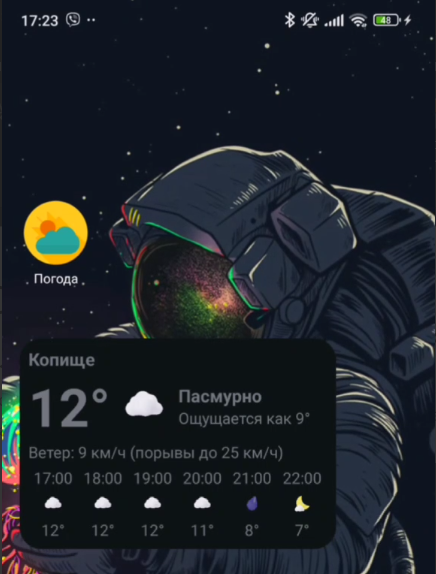 17:23 48
Погода
Копище
12° Пасмурно
Ощущается как 9°
Ветер: 9 км/ч (порывы до 25 км/ч)
17:00 18:00 19:00 20:00 21:00 22:00
12° 12° 12° 11° 8° 7°